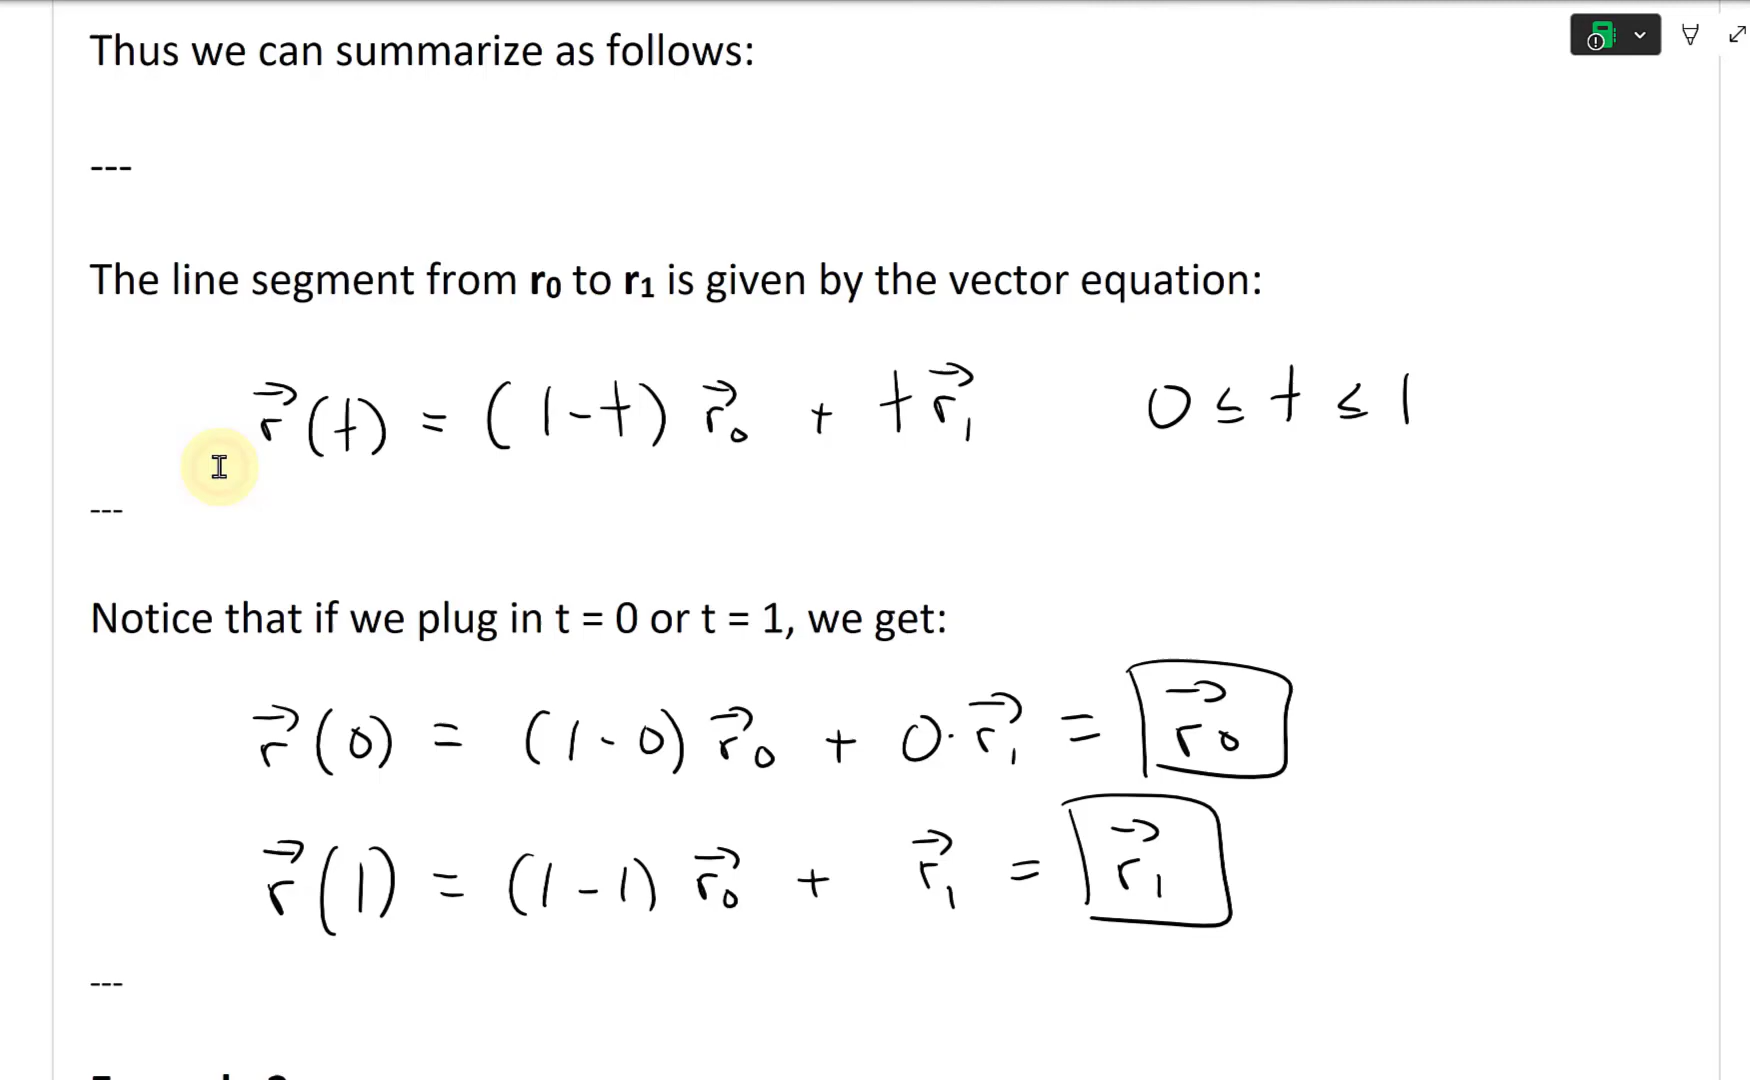 Thus we can summarize as follows:
---
The line segment from r₀ to r₁ is given by the vector equation:
r⃗(t) = (1-t) r⃗₀ + t r⃗₁ 0 ≤ t ≤ 1
---
Notice that if we plug in t = 0 or t = 1, we get:
r⃗(0) = (1-0) r⃗₀ + 0·r⃗₁ = r⃗₀
r⃗(1) = (1-1) r⃗₀ + r⃗₁ = r⃗₁
---